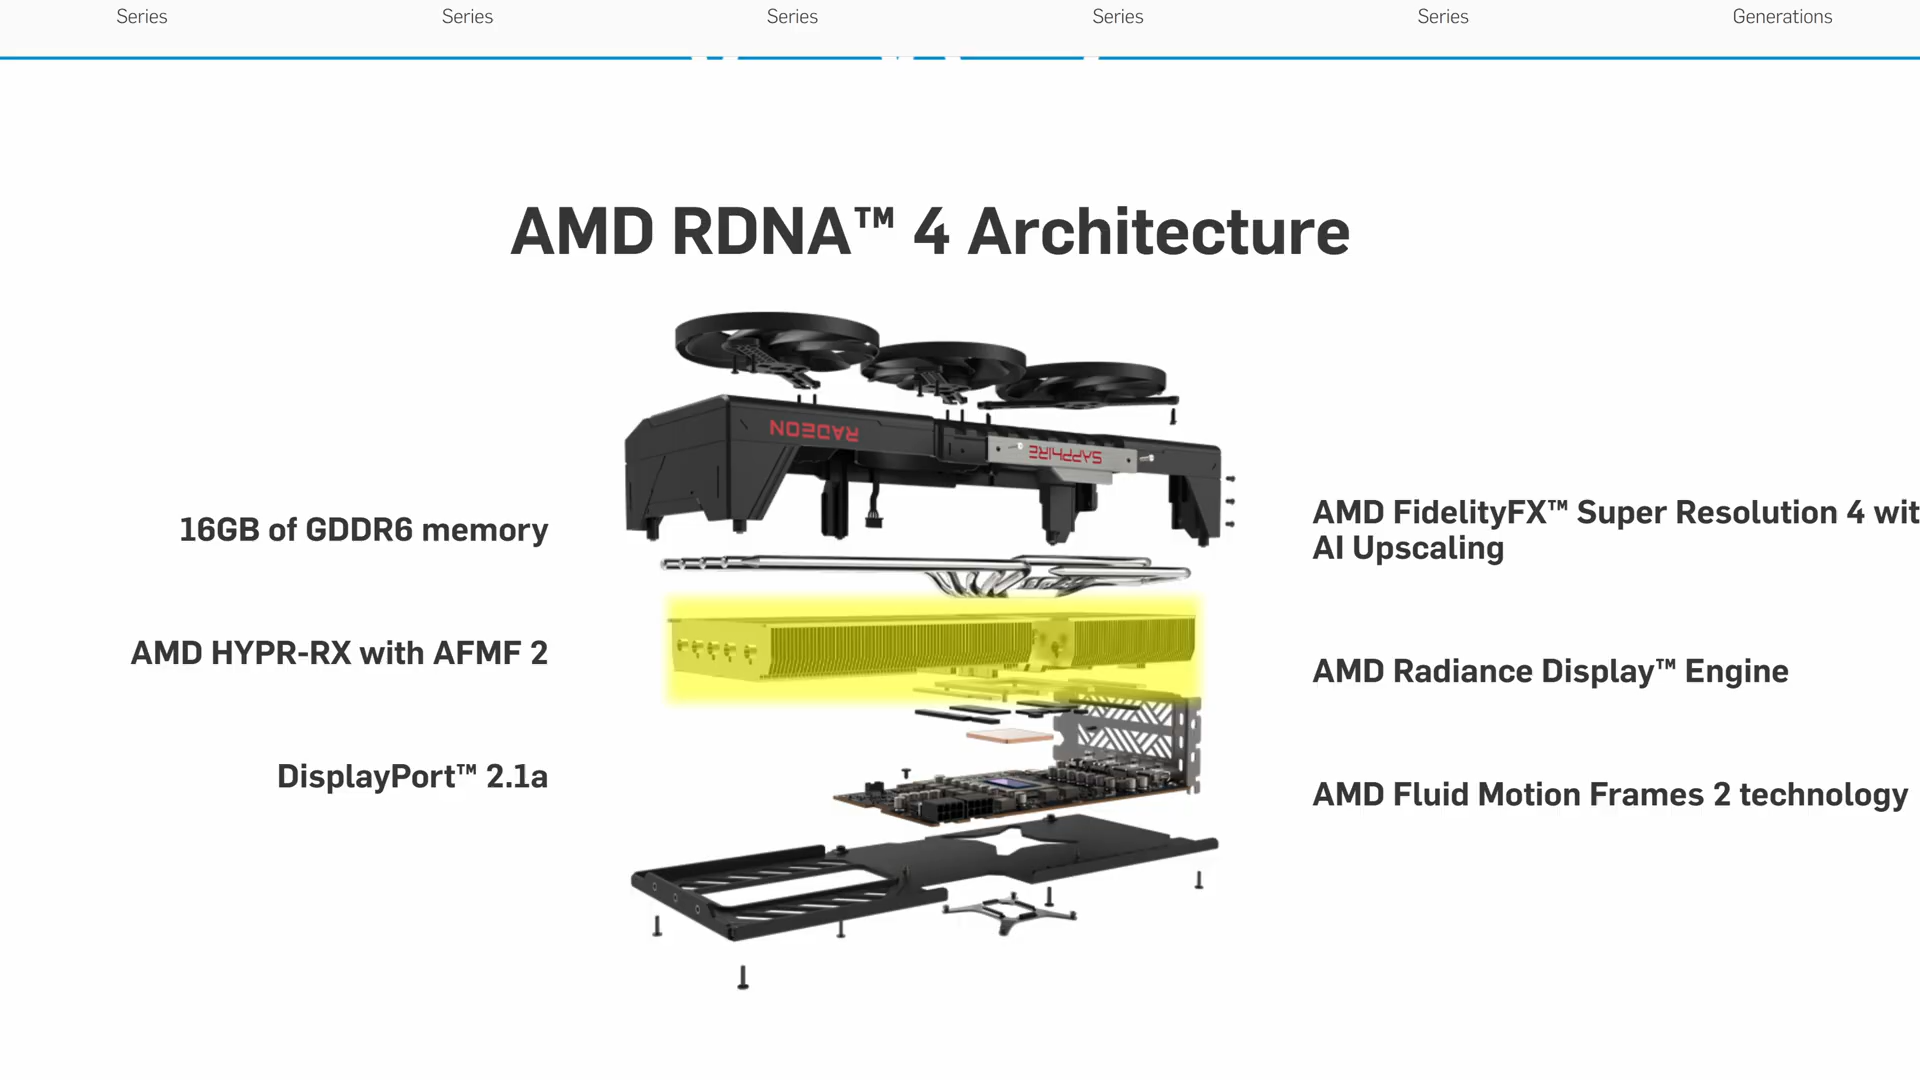 Series
Series
Series
Series
Series
Generations
AMD RDNA™ 4 Architecture
RADEON
SAPPHIRE
16GB of GDDR6 memory
AMD HYPR-RX with AFMF 2
DisplayPort™ 2.1a
AMD FidelityFX™ Super Resolution 4 wit
AI Upscaling
AMD Radiance Display™ Engine
AMD Fluid Motion Frames 2 technology